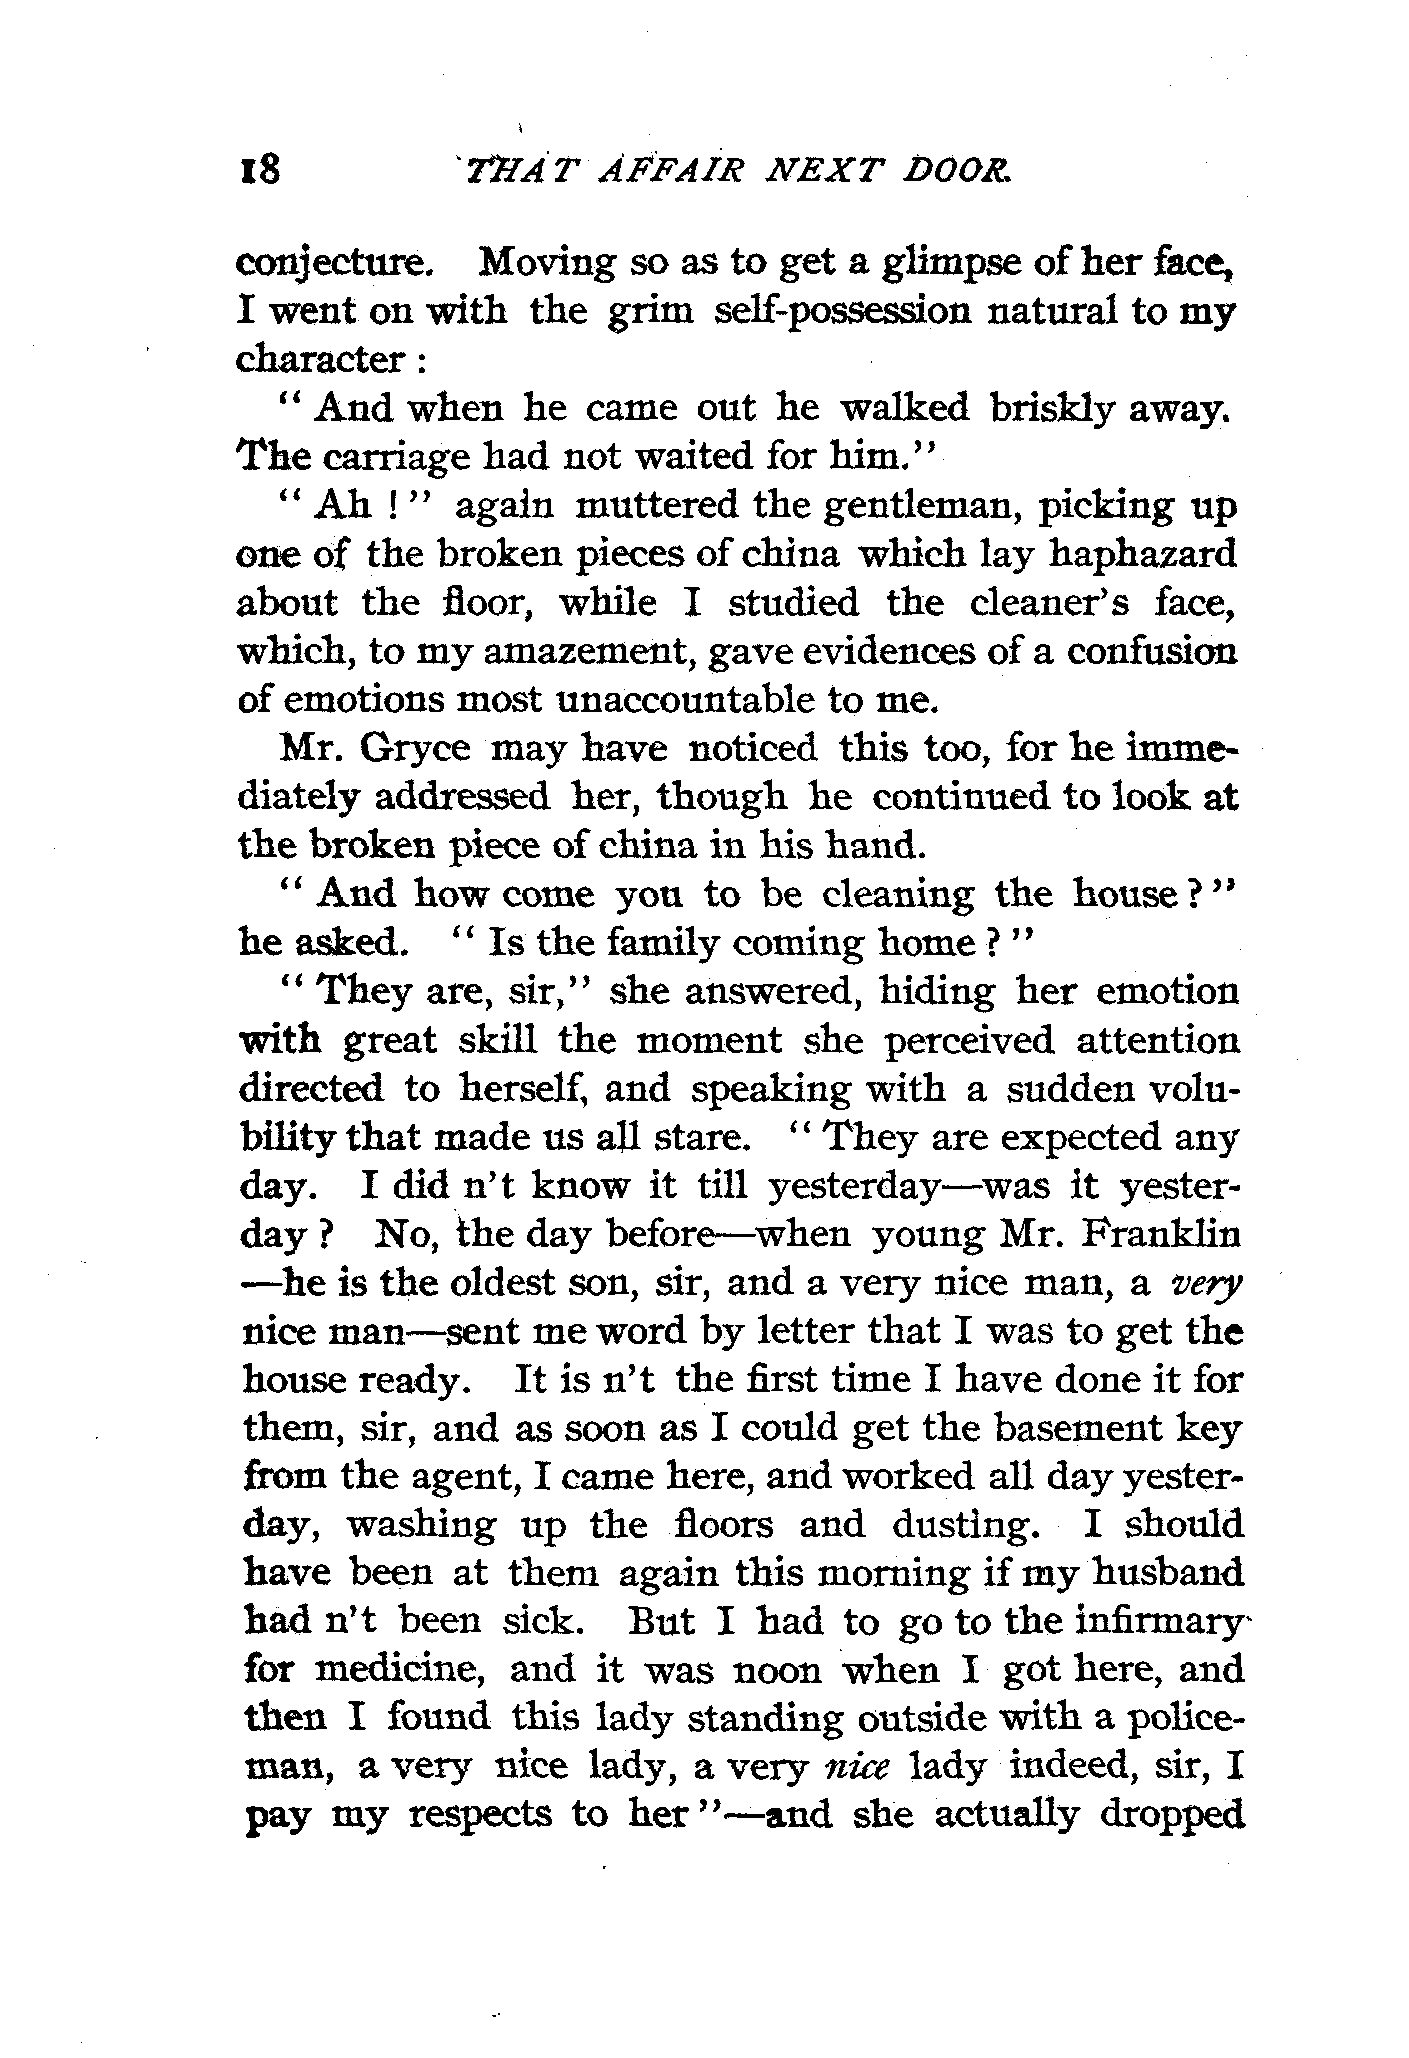 18 THAT AFFAIR NEXT DOOR.
conjecture. Moving so as to get a glimpse of her face,
I went on with the grim self-possession natural to my
character :
“ And when he came out he walked briskly away.
The carriage had not waited for him.”
“ Ah ! ” again muttered the gentleman, picking up
one of the broken pieces of china which lay haphazard
about the floor, while I studied the cleaner’s face,
which, to my amazement, gave evidences of a confusion
of emotions most unaccountable to me.
Mr. Gryce may have noticed this too, for he imme-
diately addressed her, though he continued to look at
the broken piece of china in his hand.
“ And how come you to be cleaning the house ? ”
he asked. “ Is the family coming home ? ”
“ They are, sir,” she answered, hiding her emotion
with great skill the moment she perceived attention
directed to herself, and speaking with a sudden volu-
bility that made us all stare. “ They are expected any
day. I did n’t know it till yesterday—was it yester-
day ? No, the day before—when young Mr. Franklin
—he is the oldest son, sir, and a very nice man, a very
nice man—sent me word by letter that I was to get the
house ready. It is n’t the first time I have done it for
them, sir, and as soon as I could get the basement key
from the agent, I came here, and worked all day yester-
day, washing up the floors and dusting. I should
have been at them again this morning if my husband
had n’t been sick. But I had to go to the infirmary
for medicine, and it was noon when I got here, and
then I found this lady standing outside with a police-
man, a very nice lady, a very nice lady indeed, sir, I
pay my respects to her ”—and she actually dropped